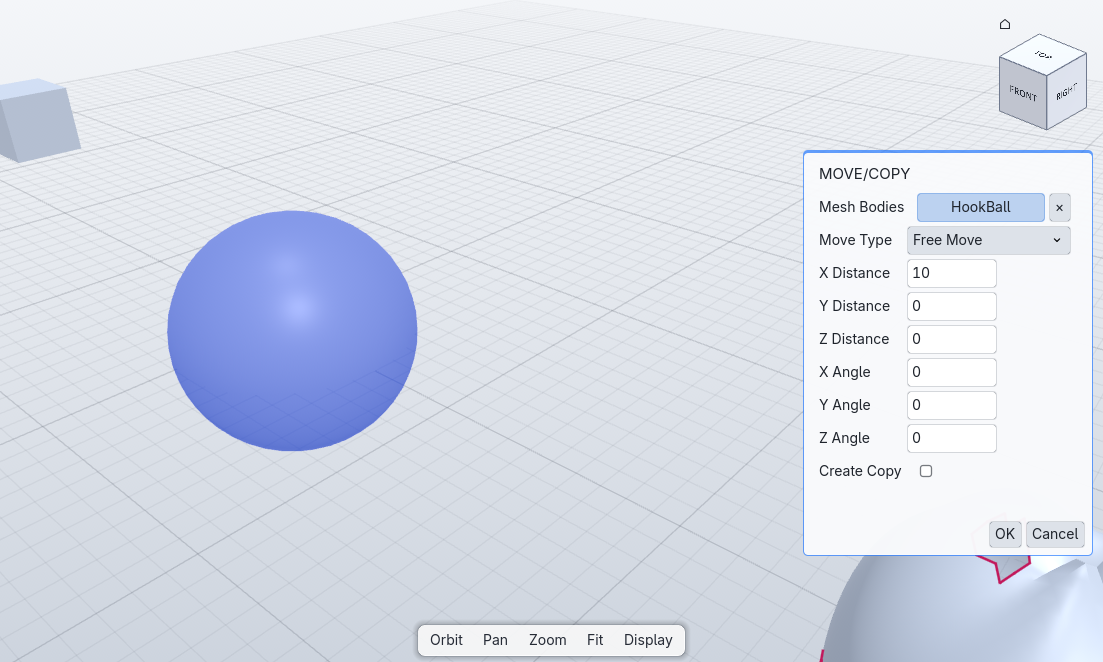 TOP
FRONT
RIGHT
MOVE/COPY
Mesh Bodies HookBall ×
Move Type Free Move
X Distance 10
Y Distance 0
Z Distance 0
X Angle 0
Y Angle 0
Z Angle 0
Create Copy
OK Cancel
Orbit Pan Zoom Fit Display